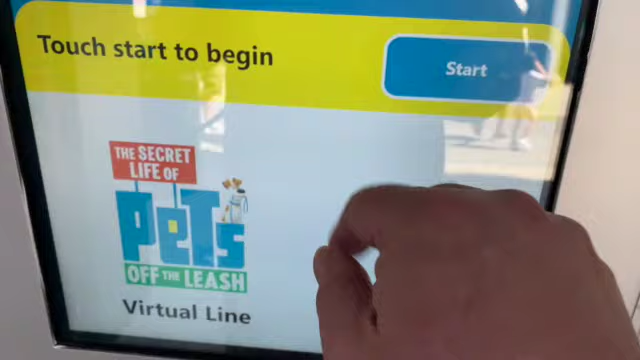 Touch start to begin
Start
THE SECRET
LIFE OF
PeTs
OFF THE LEASH
Virtual Line